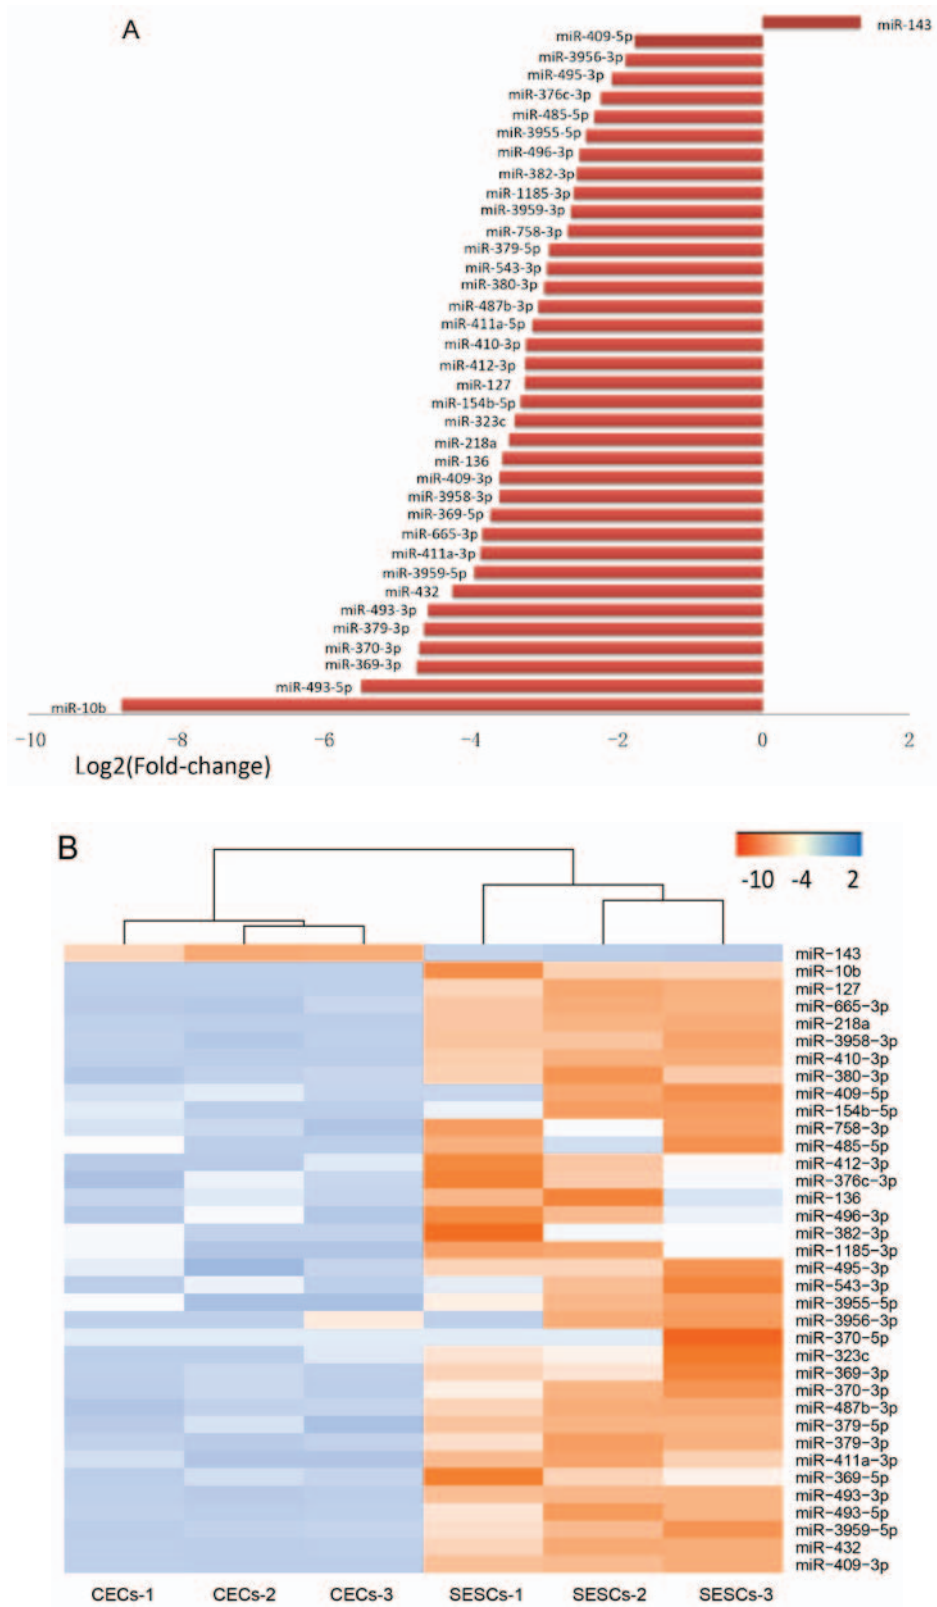 A
miR-143
miR-409-5p
miR-3956-3p
miR-495-3p
miR-376c-3p
miR-485-5p
miR-3955-5p
miR-496-3p
miR-382-3p
miR-1185-3p
miR-3959-3p
miR-758-3p
miR-379-5p
miR-543-3p
miR-380-3p
miR-487b-3p
miR-411a-5p
miR-410-3p
miR-412-3p
miR-127
miR-154b-5p
miR-323c
miR-218a
miR-136
miR-409-3p
miR-3958-3p
miR-369-5p
miR-665-3p
miR-411a-3p
miR-3959-5p
miR-432
miR-493-3p
miR-379-3p
miR-370-3p
miR-369-3p
miR-493-5p
miR-10b
-10 -8 -6 -4 -2 0 2
Log2(Fold-change)
B
-10 -4 2
miR-143
miR-10b
miR-127
miR-665-3p
miR-218a
miR-3958-3p
miR-410-3p
miR-380-3p
miR-409-5p
miR-154b-5p
miR-758-3p
miR-485-5p
miR-412-3p
miR-376c-3p
miR-136
miR-496-3p
miR-382-3p
miR-1185-3p
miR-495-3p
miR-543-3p
miR-3955-5p
miR-3956-3p
miR-370-5p
miR-323c
miR-369-3p
miR-370-3p
miR-487b-3p
miR-379-5p
miR-379-3p
miR-411a-3p
miR-369-5p
miR-493-3p
miR-493-5p
miR-3959-5p
miR-432
miR-409-3p
CECs-1 CECs-2 CECs-3 SESCs-1 SESCs-2 SESCs-3